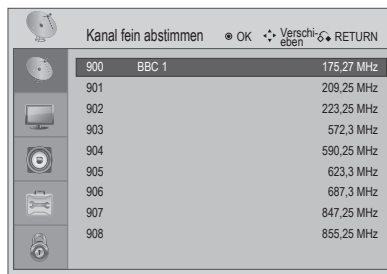 Kanal fein abstimmen OK Verschi-eben RETURN
900 BBC 1 175,27 MHz
901 209,25 MHz
902 223,25 MHz
903 572,3 MHz
904 590,25 MHz
905 623,3 MHz
906 687,3 MHz
907 847,25 MHz
908 855,25 MHz